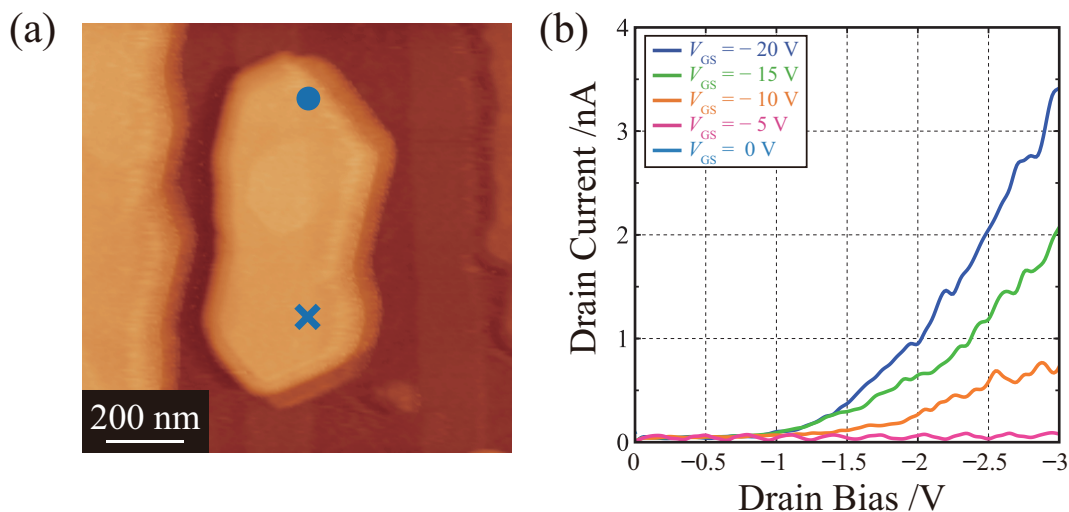 (a)
200 nm
(b)
Drain Current /nA
4
3
2
1
0
V_GS = − 20 V
V_GS = − 15 V
V_GS = − 10 V
V_GS = − 5 V
V_GS = 0 V
0 −0.5 −1 −1.5 −2 −2.5 −3
Drain Bias /V